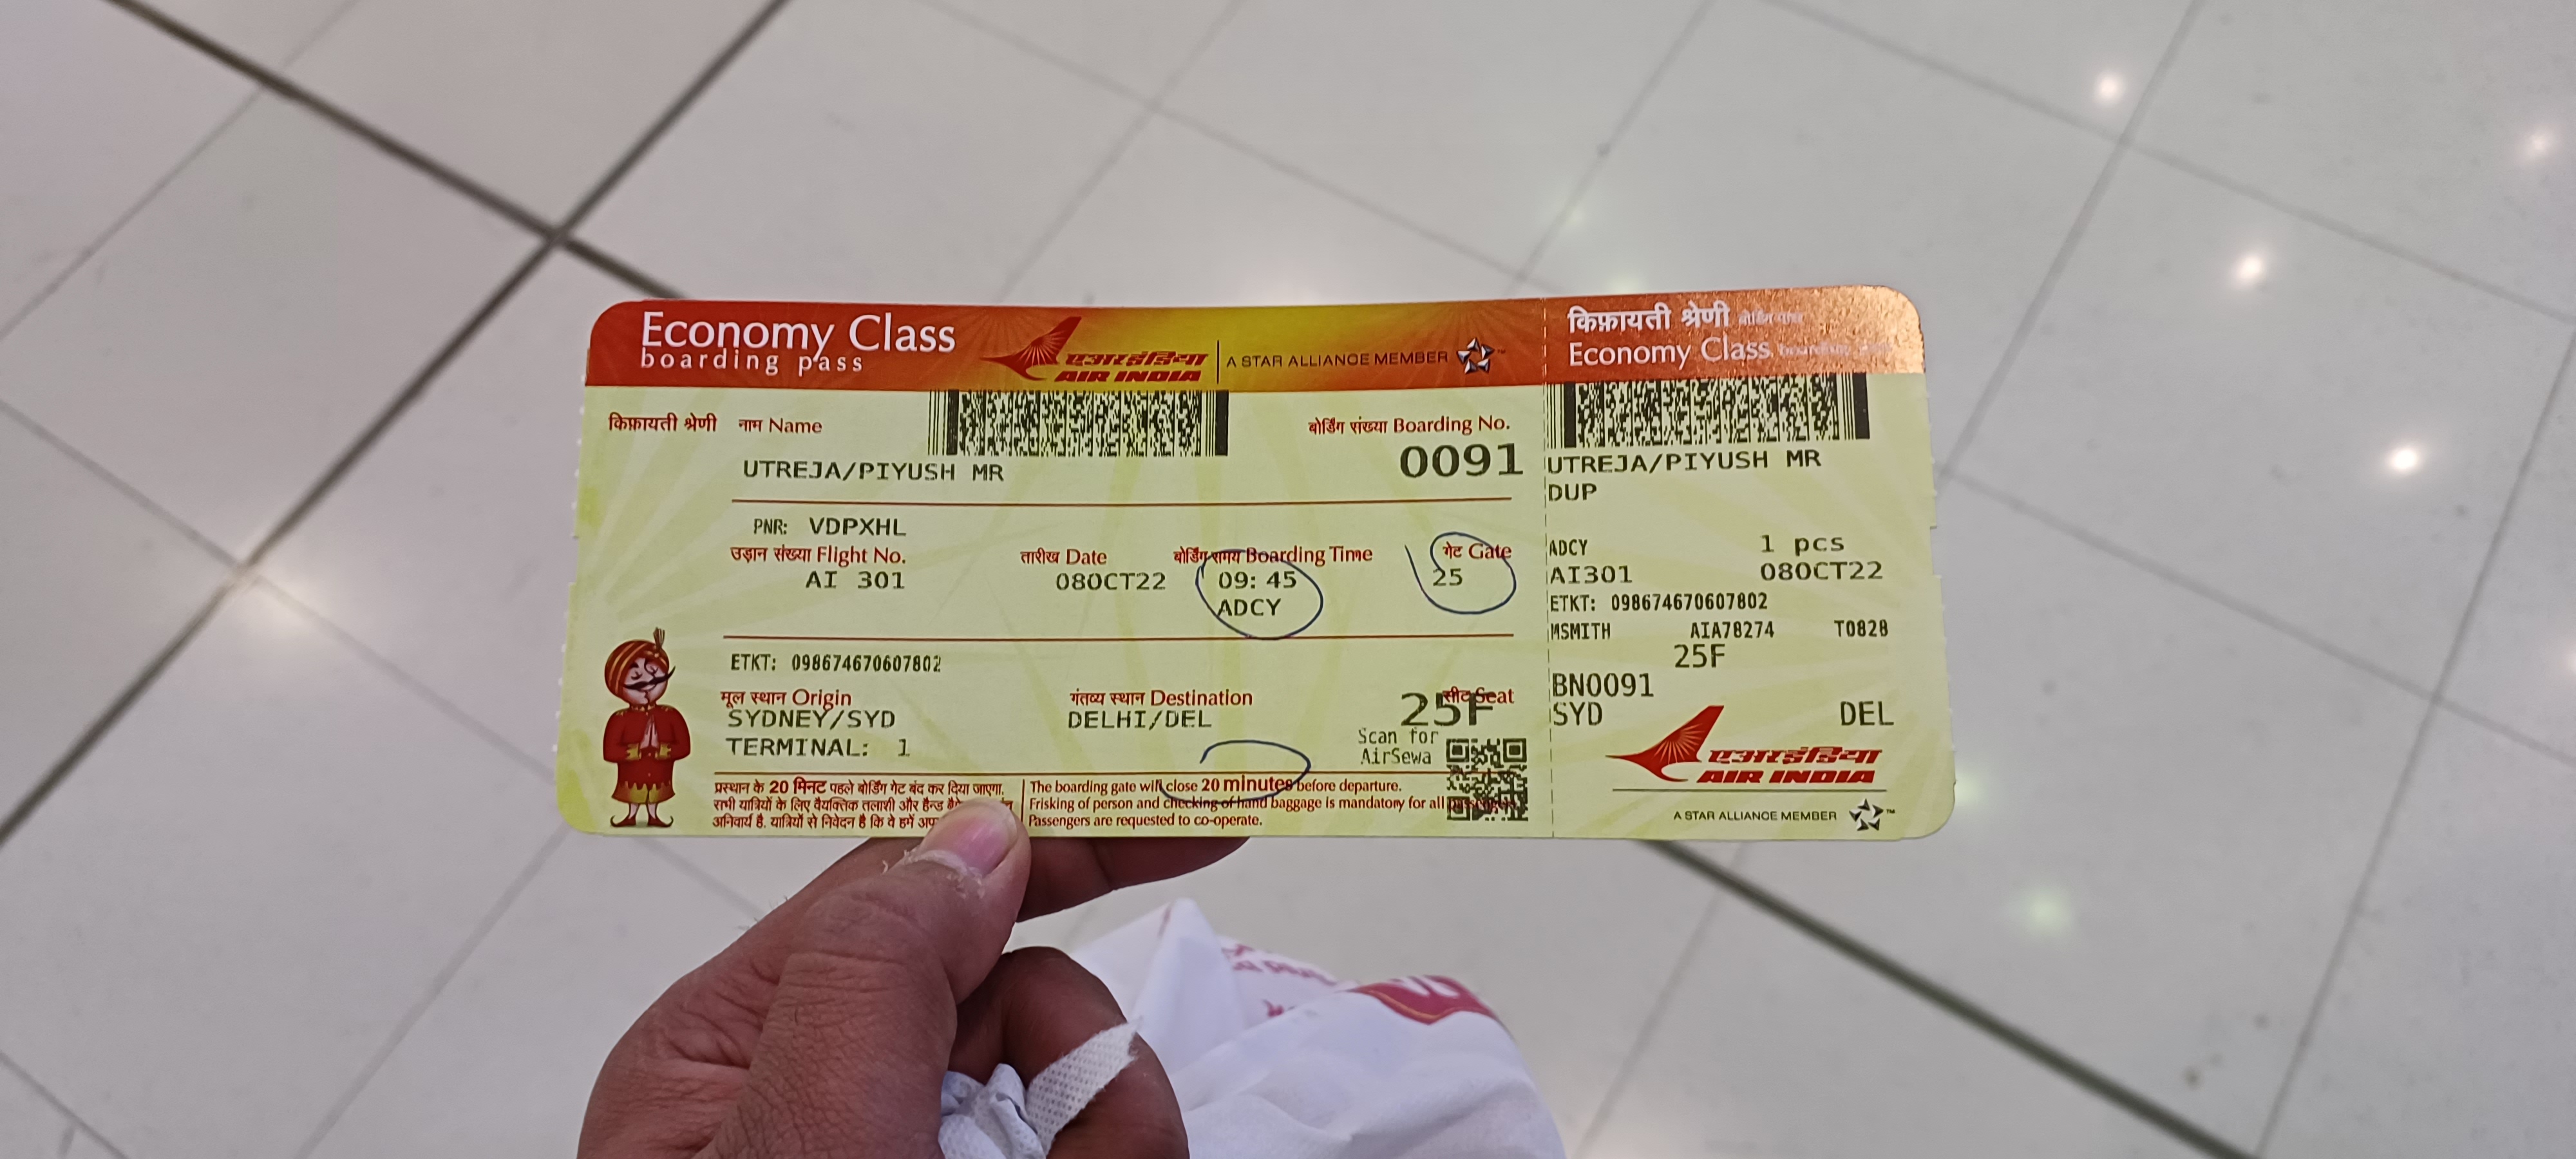 Economy Class
boarding pass
एअर इंडिया
AIR INDIA
A STAR ALLIANCE MEMBER
किफ़ायती श्रेणी
नाम Name
बोर्डिंग संख्या Boarding No.
UTREJA/PIYUSH MR
0091
PNR: VDPXHL
उड़ान संख्या Flight No.
तारीख Date
बोर्डिंग समय Boarding Time
गेट Gate
AI 301
08OCT22
09:45
25
ADCY
ETKT: 098674670607802
मूल स्थान Origin
गंतव्य स्थान Destination
सीट Seat
SYDNEY/SYD
DELHI/DEL
25F
TERMINAL: 1
Scan for
AirSewa
प्रस्थान के 20 मिनट पहले बोर्डिंग गेट बंद कर दिया जाएगा.
सभी यात्रियों के लिए वैयक्तिक तलाशी और हैन्ड
अनिवार्य है. यात्रियों से निवेदन है कि वे हमें
The boarding gate will close 20 minutes before departure.
Frisking of person and checking of hand baggage is mandatory for all
Passengers are requested to co-operate.
किफ़ायती श्रेणी बोर्डिंग पास
Economy Class boarding pass
UTREJA/PIYUSH MR
DUP
ADCY 1 pcs
AI301 08OCT22
ETKT: 098674670607802
MSMITH AIA78274 T0828
25F
BN0091
SYD DEL
एअर इंडिया
AIR INDIA
A STAR ALLIANCE MEMBER